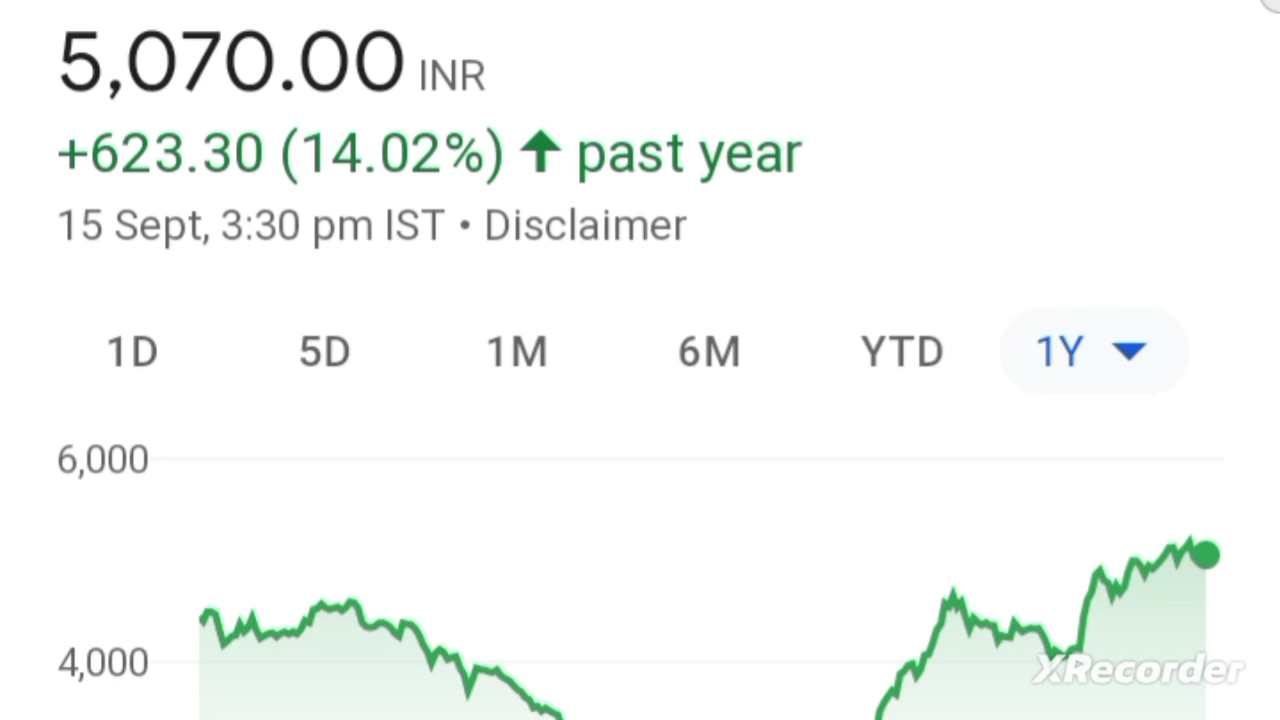 5,070.00 INR
+623.30 (14.02%) ↑ past year
15 Sept, 3:30 pm IST • Disclaimer
1D 5D 1M 6M YTD 1Y
6,000
4,000
XRecorder